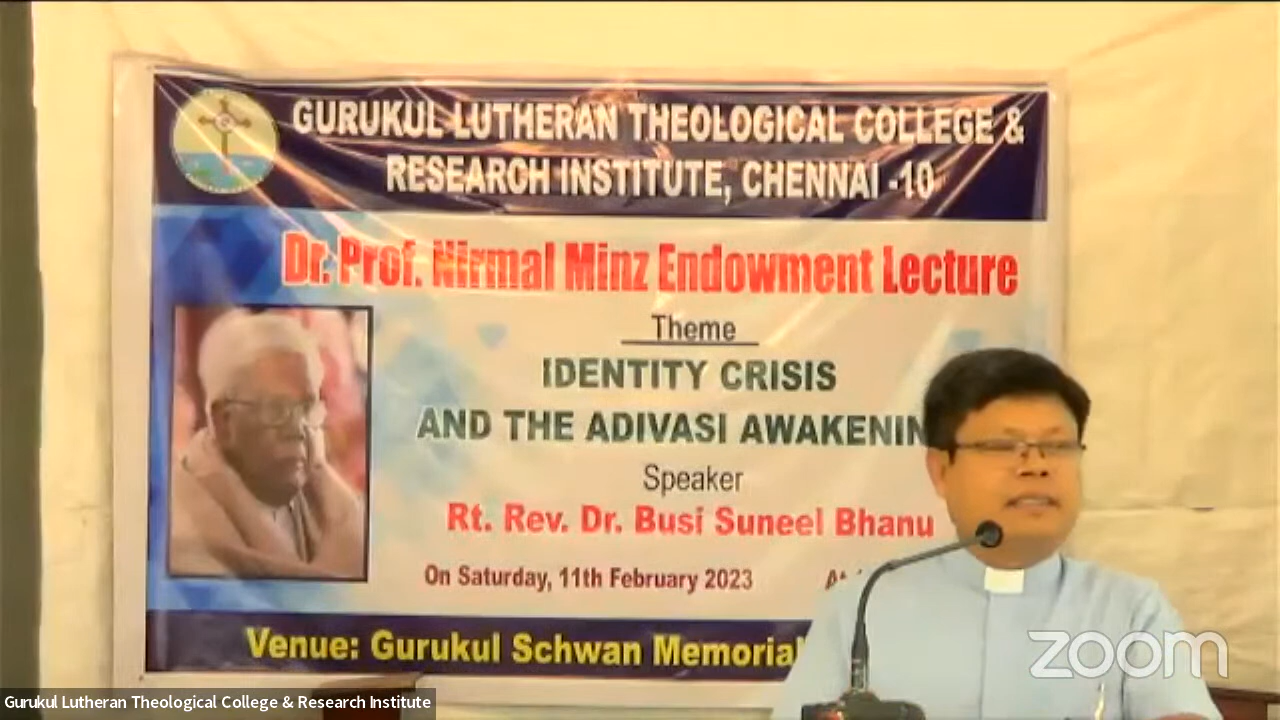 GURUKUL LUTHERAN THEOLOGICAL COLLEGE &
RESEARCH INSTITUTE, CHENNAI -10
Dr. Prof. Nirmal Minz Endowment Lecture
Theme
IDENTITY CRISIS
AND THE ADIVASI AWAKENIN
Speaker
Rt. Rev. Dr. Busi Suneel Bhanu
On Saturday, 11th February 2023
Venue: Gurukul Schwan Memorial
zoom
Gurukul Lutheran Theological College & Research Institute